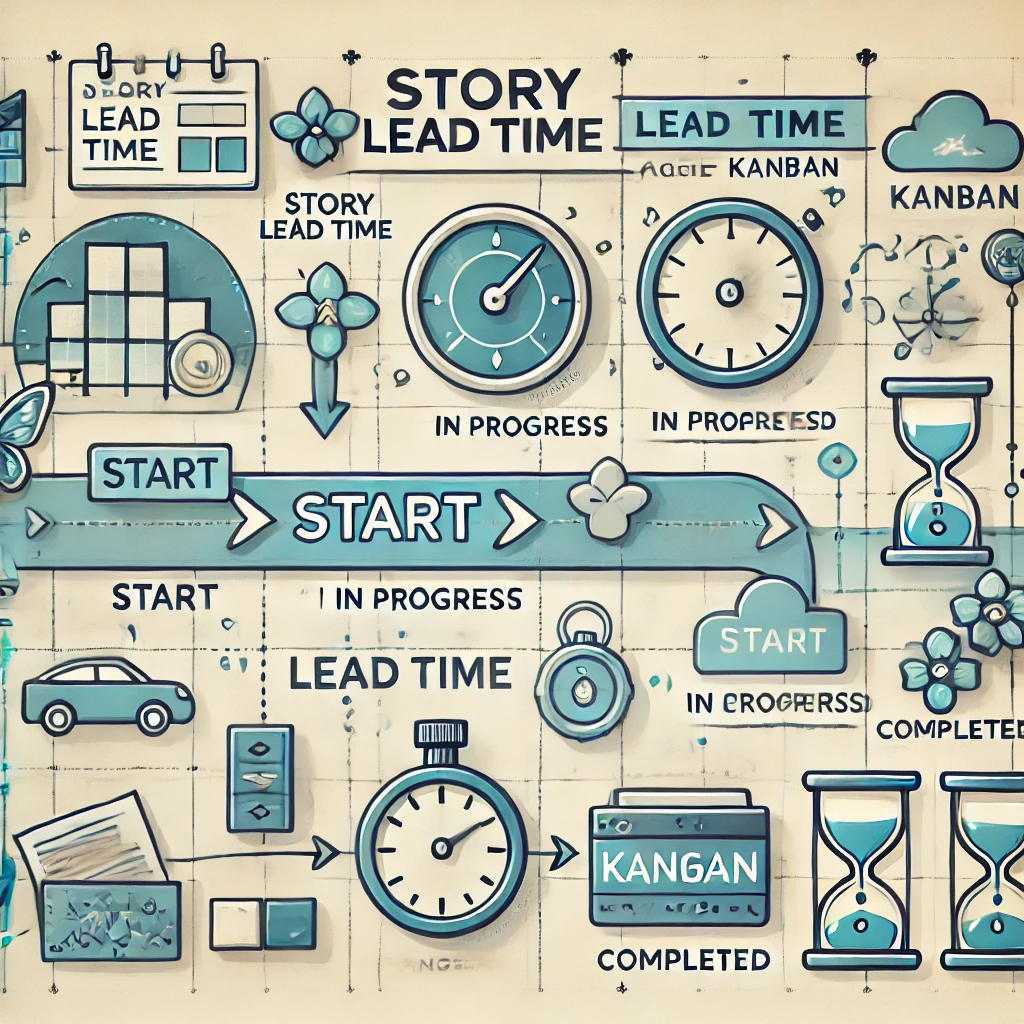 STORY
LEAD
TIME
STORY
LEAD TIME
LEAD TIME
KANBAN
KANBAN
STORY
LEAD TIME
IN PROGRESS
IN PROPREESD
START
START
START
IN PROGRESS
START
LEAD TIME
IN EROGPERSS
COMPLETED
KANGAN
COMPLETED